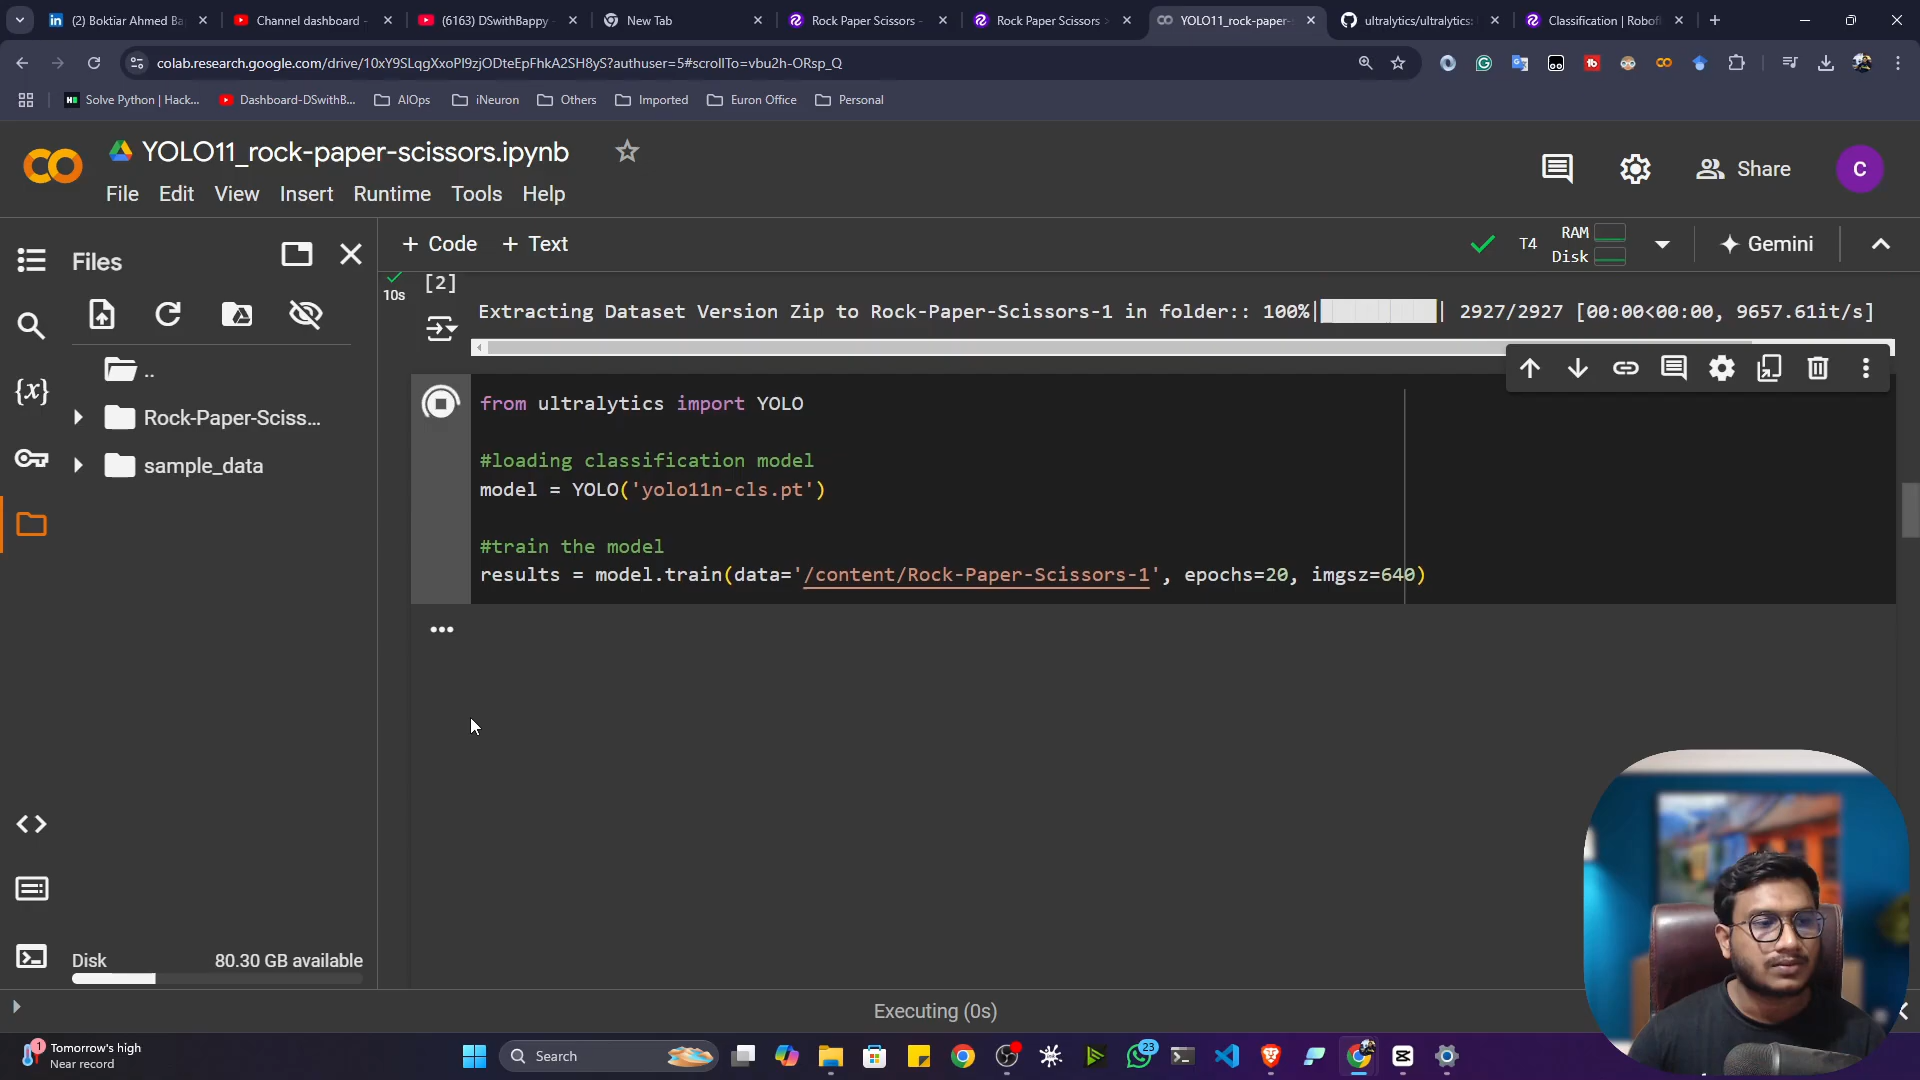 (2) Boktiar Ahmed Ba
Channel dashboard -
(6163) DSwithBappy -
New Tab
Rock Paper Scissors -
Rock Paper Scissors >
YOLO11_rock-paper-
ultralytics/ultralytics:
Classification | Robofl
colab.research.google.com/drive/10xY9SLqgXxoPl9zjODteEpFhkA2SH8yS?authuser=5#scrollTo=vbu2h-ORsp_Q
Solve Python | Hack...
Dashboard-DSwithB...
AIOps
iNeuron
Others
Imported
Euron Office
Personal
YOLO11_rock-paper-scissors.ipynb
Share
C
File Edit View Insert Runtime Tools Help
Files
+ Code + Text
T4
RAM
Disk
Gemini
[2]
10s
Extracting Dataset Version Zip to Rock-Paper-Scissors-1 in folder:: 100%|██████████| 2927/2927 [00:00<00:00, 9657.61it/s]
..
Rock-Paper-Sciss...
sample_data
from ultralytics import YOLO
#loading classification model
model = YOLO('yolo11n-cls.pt')
#train the model
results = model.train(data='/content/Rock-Paper-Scissors-1', epochs=20, imgsz=640)
Disk
80.30 GB available
Executing (0s)
1
Tomorrow's high
Near record
Search
23